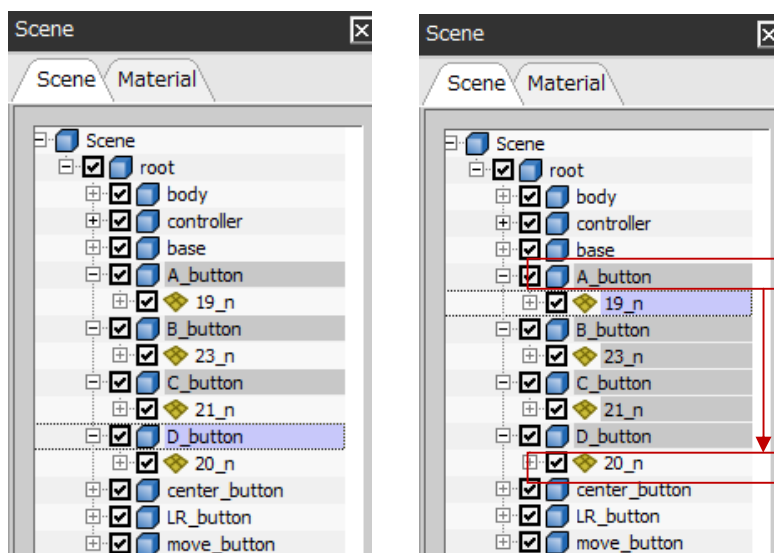 Scene
Scene Material
Scene
root
body
controller
base
A_button
19_n
B_button
23_n
C_button
21_n
D_button
20_n
center_button
LR_button
move_button
Scene
Scene Material
Scene
root
body
controller
base
A_button
19_n
B_button
23_n
C_button
21_n
D_button
20_n
center_button
LR_button
move_button